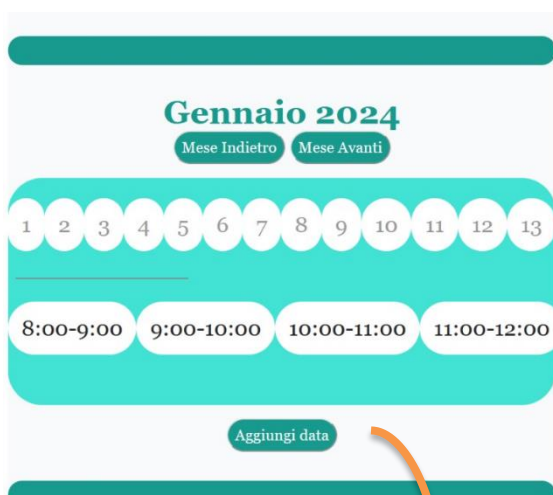 Gennaio 2024
Mese Indietro Mese Avanti
1 2 3 4 5 6 7 8 9 10 11 12 13
8:00-9:00 9:00-10:00 10:00-11:00 11:00-12:00
Aggiungi data